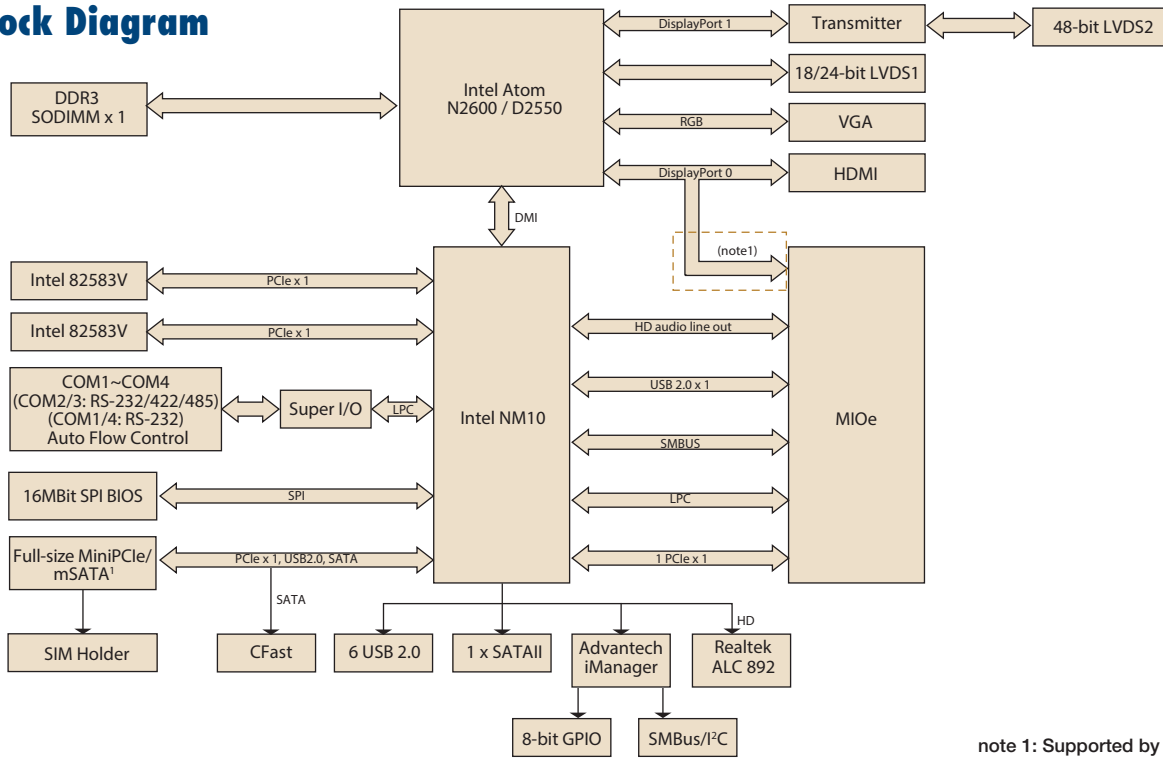 ock Diagram
DisplayPort 1
Transmitter
48-bit LVDS2
Intel Atom
N2600 / D2550
18/24-bit LVDS1
DDR3
SODIMM x 1
RGB
VGA
DisplayPort 0
HDMI
DMI
(note1)
Intel 82583V
PCIe x 1
Intel 82583V
PCIe x 1
HD audio line out
COM1~COM4
(COM2/3: RS-232/422/485)
(COM1/4: RS-232)
Auto Flow Control
Super I/O
LPC
Intel NM10
USB 2.0 x 1
MIOe
SMBUS
16MBit SPI BIOS
SPI
LPC
Full-size MiniPCIe/
mSATA¹
PCIe x 1, USB2.0, SATA
1 PCIe x 1
SATA
HD
SIM Holder
CFast
6 USB 2.0
1 x SATAII
Advantech
iManager
Realtek
ALC 892
8-bit GPIO
SMBus/I²C
note 1: Supported by